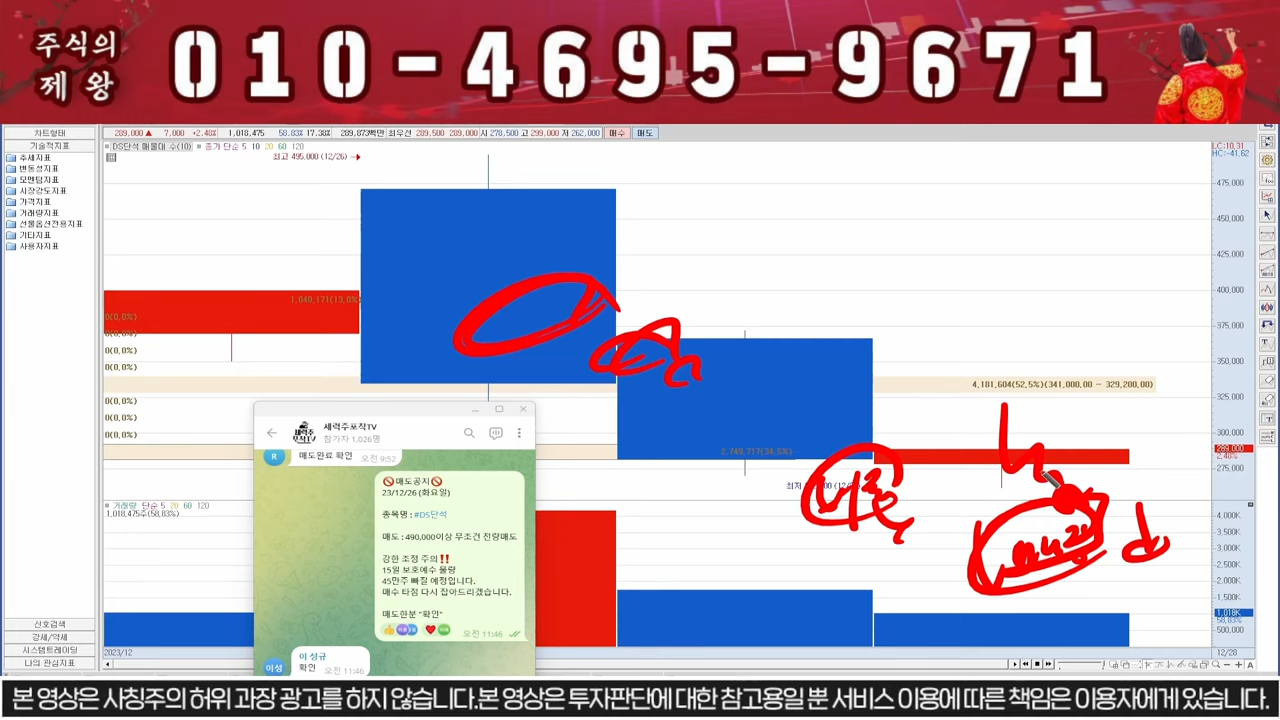 주식의
제왕
010-4695-9671
차트형태
기술적지표
추세지표
변동성지표
모멘텀지표
시장강도지표
가격지표
거래량지표
선물옵션전용지표
기타지표
사용자지표
289,000 ▲ 7,000 +2.48% 1,018,475 58.83% 17.38% 289,873백만 최우선 289,500 289,000 시 278,500 고 299,000 저 262,000 매수 매도
DS단석 매물대 수(10) 종가 단순 5 10 20 60 120
최고 495,000 (12/26)
LC:10.31
HC:-41.62
475,000
450,000
425,000
400,000
375,000
350,000
300,000
289,000
2.48%
275,000
1,040,171(13.0%)
0(0.0%)
0(0.0%)
0(0.0%)
0(0.0%)
0(0.0%)
0(0.0%)
4,181,604(52.5%)(341,000.00 - 329,200.00)
2,749,717(34.5%)
거래량 단순 5 20 60 120
1,018,475주(58.83%)
4,000K
3,500K
3,000K
2,500K
2,000K
1,500K
1,018K
58.83%
500,000
2023/12
12/28
신호검색
강세/약세
시스템트레이딩
나의 관심지표
세력주포착TV
참가자 1,026명
R
매도완료 확인 오전 9:52
🚫매도공지🚫
23/12/26 (화요일)
종목명 : #DS단석
매도 : 490,000이상 무조건 전량매도
강한 조정 주의‼️
15일 보호예수 물량
45만주 빠질 예정입니다.
매수 타점 다시 잡아드리겠습니다.
매도한분 "확인"
오전 11:46
이 성규
이성
확인 오전 11:46
본 영상은 사칭주의 허위 과장 광고를 하지 않습니다.본 영상은 투자판단에 대한 참고용일 뿐 서비스 이용에 따른 책임은 이용자에게 있습니다.